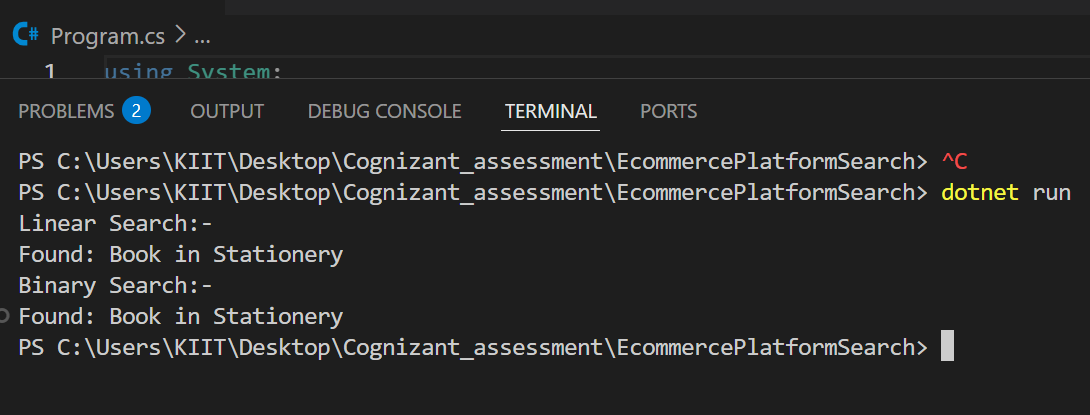 Program.cs > ...
1 using System;
PROBLEMS 2 OUTPUT DEBUG CONSOLE TERMINAL PORTS
PS C:\Users\KIIT\Desktop\Cognizant_assessment\EcommercePlatformSearch> ^C
PS C:\Users\KIIT\Desktop\Cognizant_assessment\EcommercePlatformSearch> dotnet run
Linear Search:-
Found: Book in Stationery
Binary Search:-
Found: Book in Stationery
PS C:\Users\KIIT\Desktop\Cognizant_assessment\EcommercePlatformSearch>